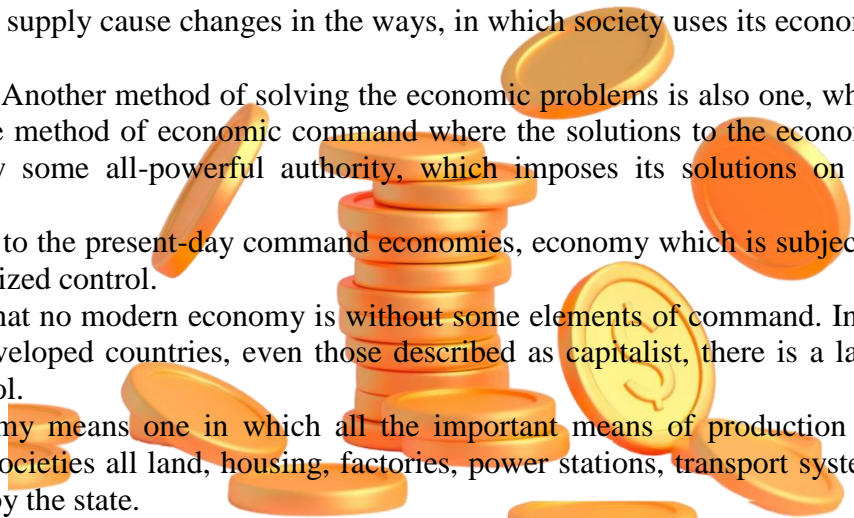 supply cause changes in the ways, in which society uses its econo
Another method of solving the economic problems is also one, wh
e method of economic command where the solutions to the econo
y some all-powerful authority, which imposes its solutions on
to the present-day command economies, economy which is subjec
ized control.
hat no modern economy is without some elements of command. In
veloped countries, even those described as capitalist, there is a la
ol.
my means one in which all the important means of production
ocieties all land, housing, factories, power stations, transport syste
by the state.